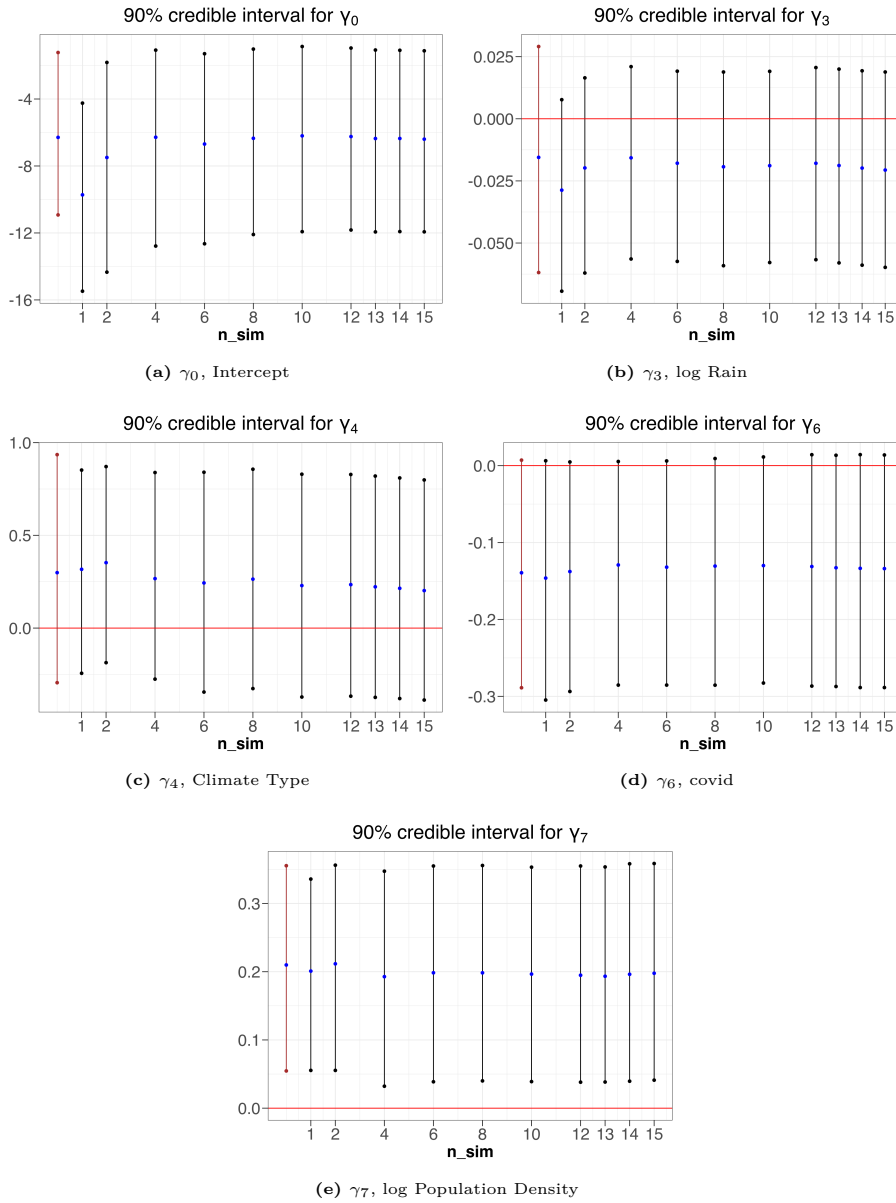 90% credible interval for γ0
-4
-8
-12
-16
1 2 4 6 8 10 12 13 14 15
n_sim
(a) γ0, Intercept
90% credible interval for γ3
0.025
0.000
-0.025
-0.050
1 2 4 6 8 10 12 13 14 15
n_sim
(b) γ3, log Rain
90% credible interval for γ4
1.0
0.5
0.0
1 2 4 6 8 10 12 13 14 15
n_sim
(c) γ4, Climate Type
90% credible interval for γ6
0.0
-0.1
-0.2
-0.3
1 2 4 6 8 10 12 13 14 15
n_sim
(d) γ6, covid
90% credible interval for γ7
0.3
0.2
0.1
0.0
1 2 4 6 8 10 12 13 14 15
n_sim
(e) γ7, log Population Density